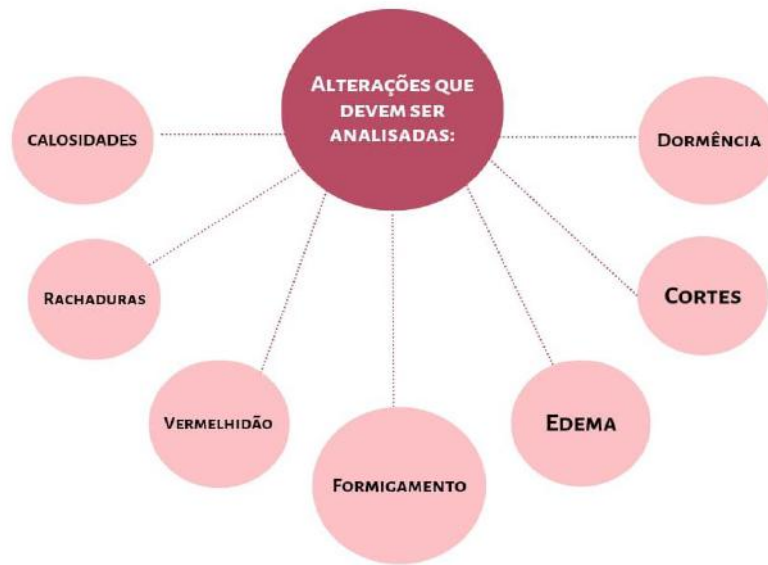 ALTERAÇÕES QUE
DEVEM SER
ANALISADAS:
CALOSIDADES
DORMÊNCIA
RACHADURAS
CORTES
VERMELHIDÃO
EDEMA
FORMIGAMENTO